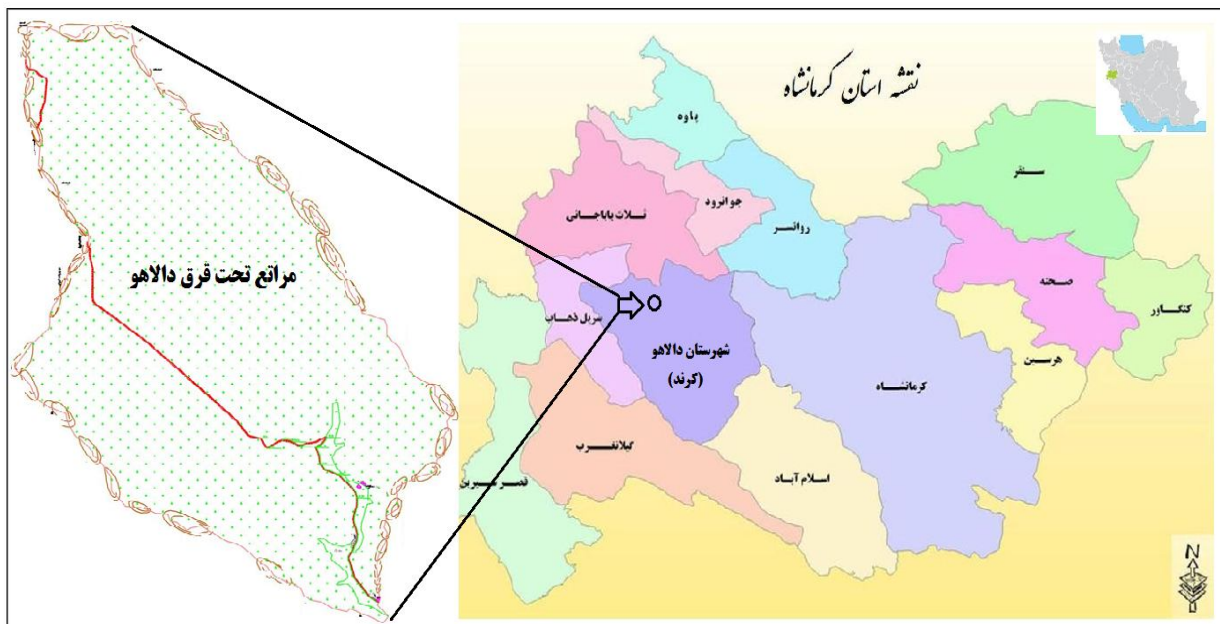 نقشه استان کرمانشاه
پاوه
سنقر
جوانرود
ثلاث باباجانی
روانسر
صحنه
کنگاور
مراتع تحت قرق دالاهو
سرپل ذهاب
هرسین
شهرستان دالاهو
(کرند)
کرمانشاه
گیلانغرب
قصر شیرین
اسلام آباد
N